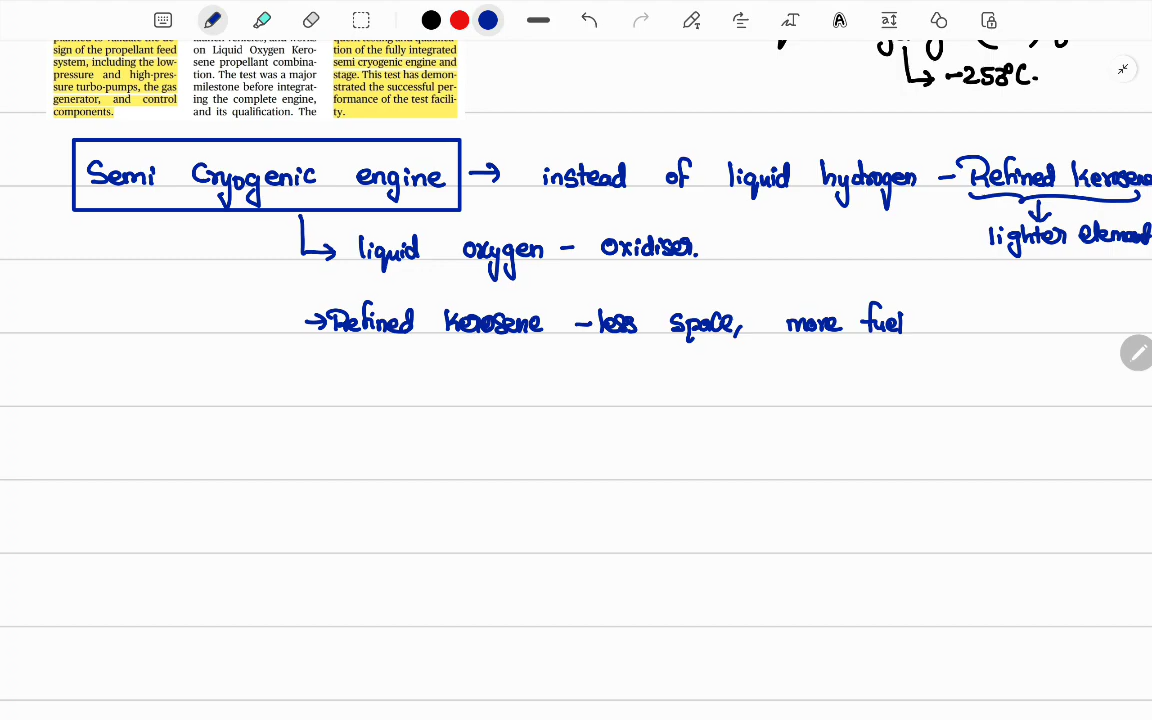 sign of the propellant feed
system, including the low-
pressure and high-pres-
sure turbo-pumps, the gas
generator, and control
components.
on Liquid Oxygen Kero-
sene propellant combina-
tion. The test was a major
milestone before integrat-
ing the complete engine,
and its qualification. The
tion of the fully integrated
semi cryogenic engine and
stage. This test has demon-
strated the successful per-
formance of the test facili-
ty.
-253°C.
Semi Cryogenic engine → instead of liquid hydrogen - Refined Kerosene
lighter element
liquid oxygen - Oxidiser.
→ Refined Kerosene - less space, more fuel